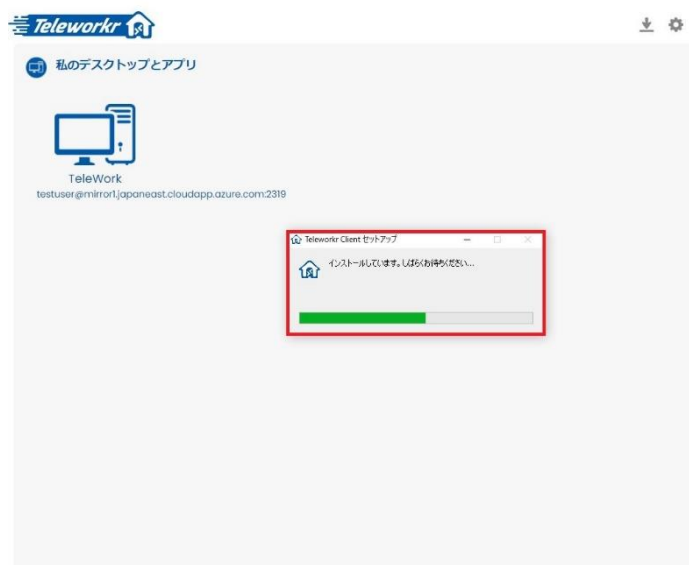 Teleworkr
私のデスクトップとアプリ
TeleWork
testuser@mirror1.japaneast.cloudapp.azure.com:2319
Teleworkr Client セットアップ
インストールしています。しばらくお待ちください...